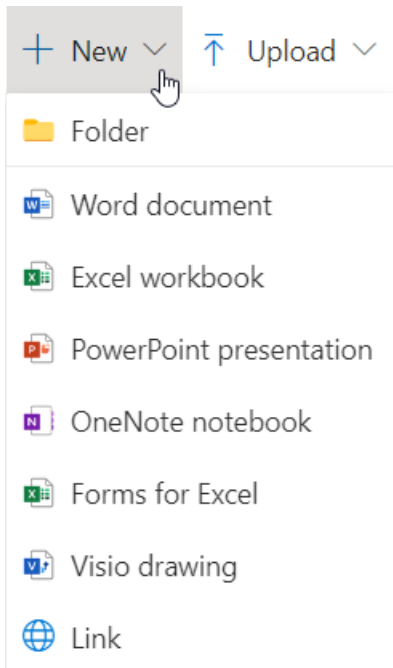 New Upload
Folder
Word document
Excel workbook
PowerPoint presentation
OneNote notebook
Forms for Excel
Visio drawing
Link